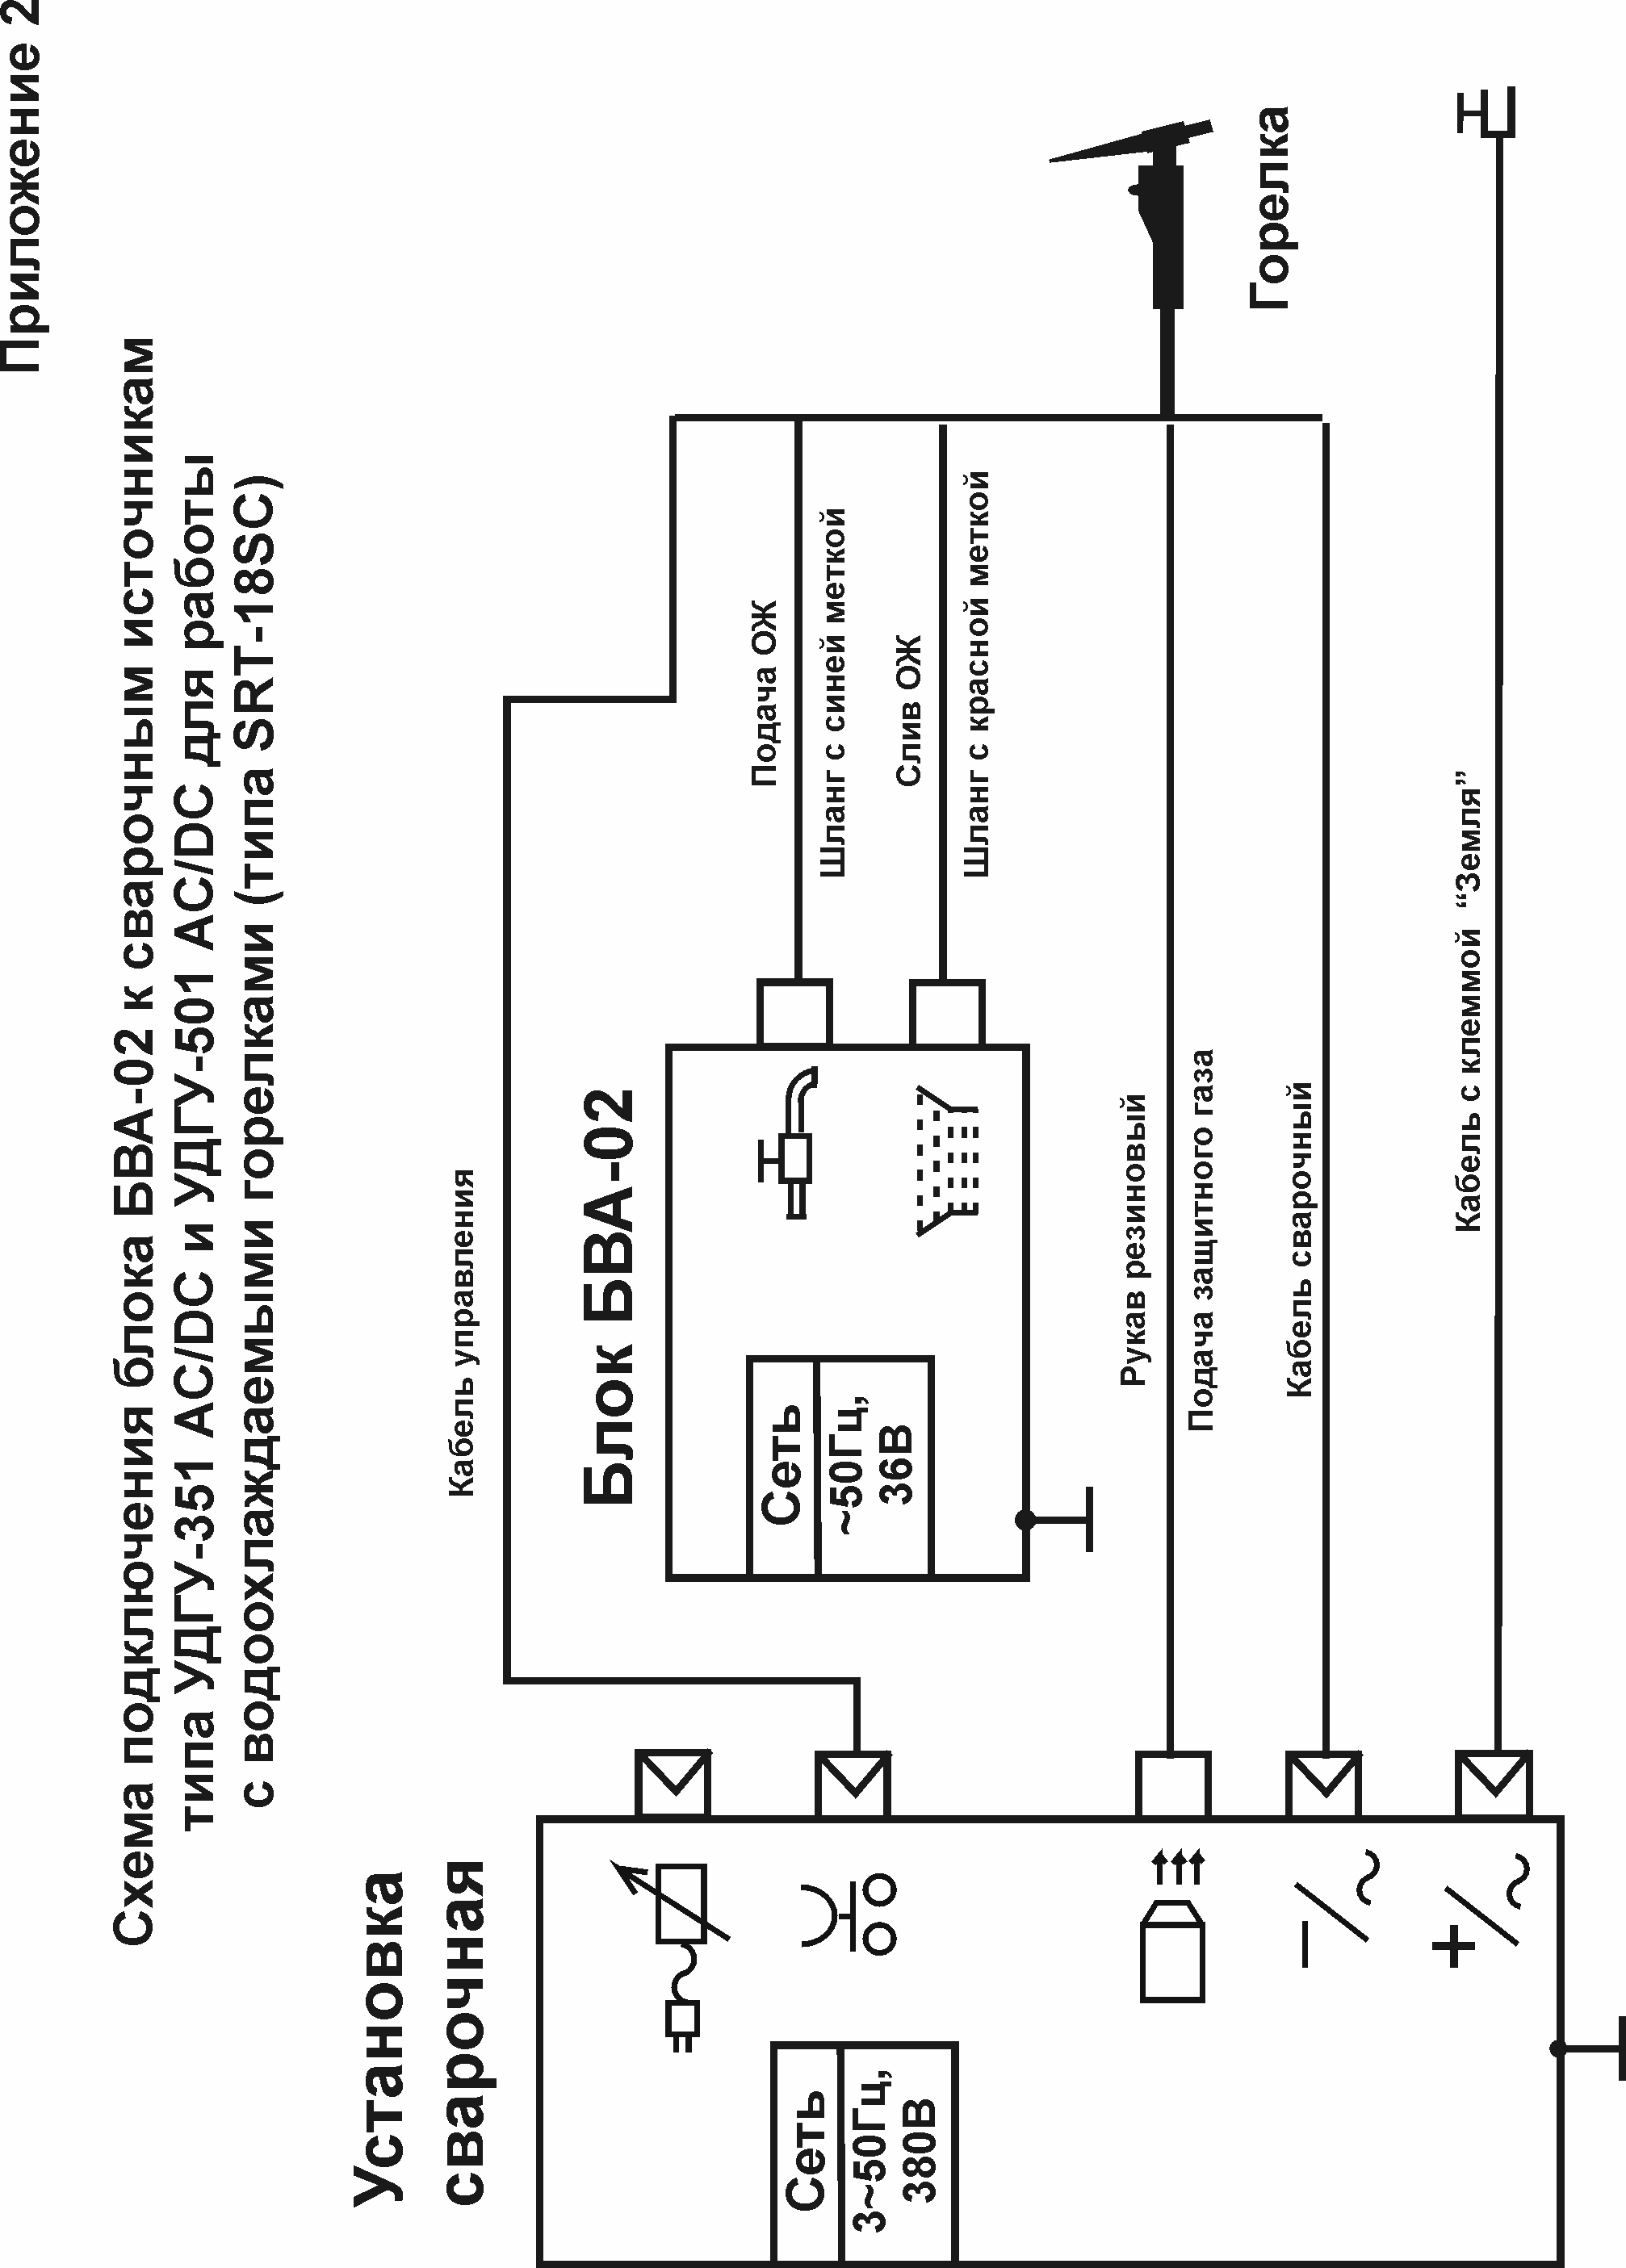 Приложение 2
Схема подключения блока БВА-02 к сварочным источникам
типа УДГУ-351 AC/DC и УДГУ-501 AC/DC для работы
с водоохлаждаемыми горелками (типа SRT-18SC)
Установка
сварочная
Кабель управления
Блок БВА-02
Подача ОЖ
Шланг с синей меткой
Слив ОЖ
Шланг с красной меткой
Сеть
~50Гц,
36В
Горелка
Рукав резиновый
Подача защитного газа
Кабель сварочный
Кабель с клеммой “Земля”
Сеть
3~50Гц,
380В